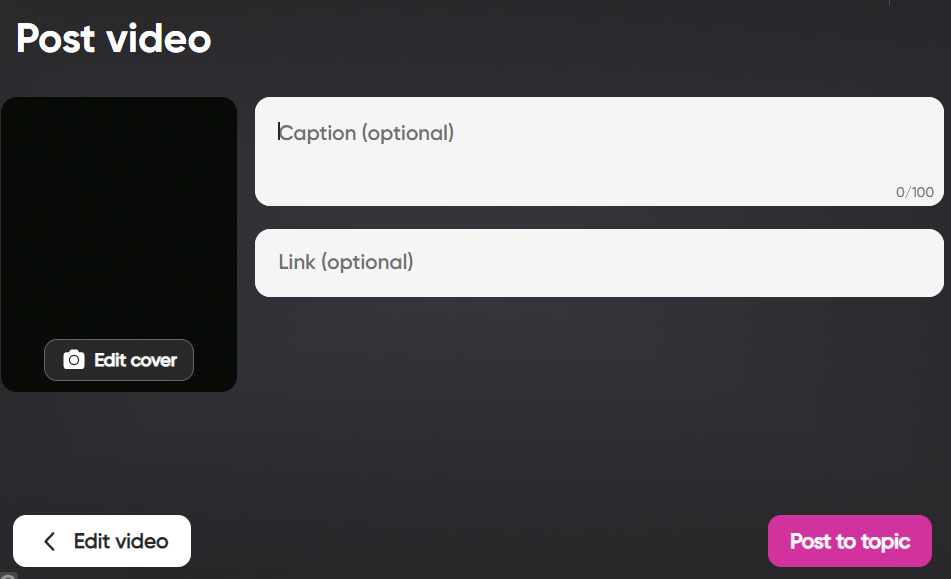 Post video
Caption (optional)
0/100
Link (optional)
Edit cover
Edit video
Post to topic